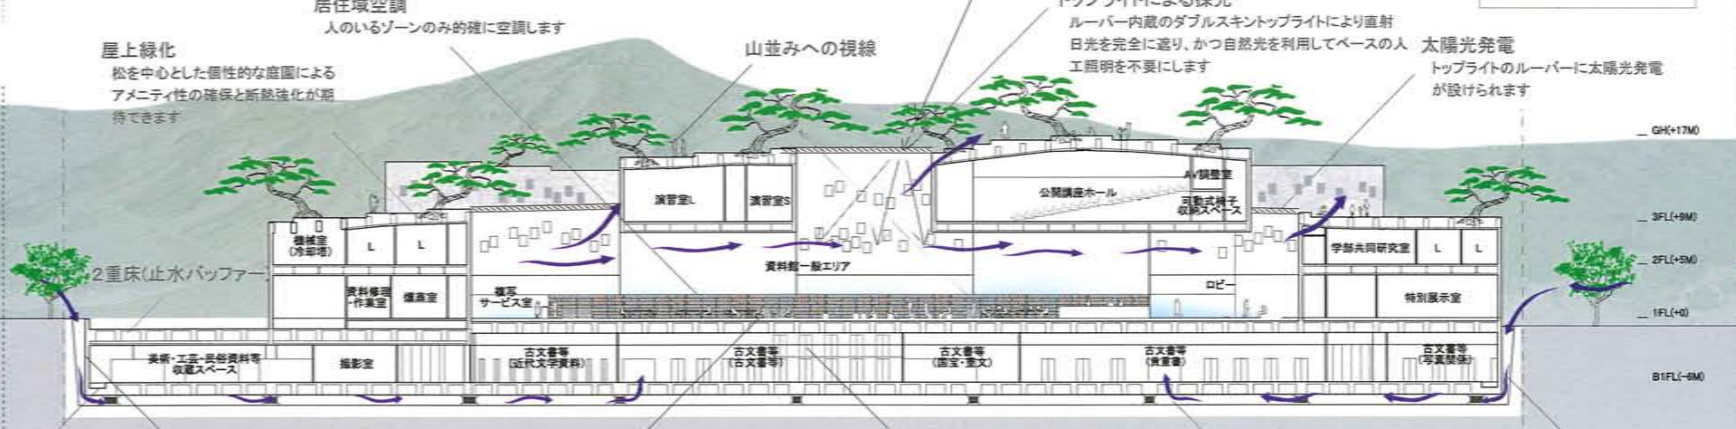 居住域空調
人のいるゾーンのみ的確に空調します
トップライトによる採光
ルーバー内蔵のダブルスキントップライトにより直射
日光を完全に遮り、かつ自然光を利用してベースの人
工照明を不要にします
屋上緑化
松を中心とした個性的な庭園による
アメニティ性の確保と断熱強化が期
待できます
山並みへの視線
太陽光発電
トップライトのルーバーに太陽光発電
が設けられます
GH(+17M)
演習室L
演習室S
公開講座ホール
AV調整室
可動式椅子
収納スペース
3FL(+9M)
機械室
(冷却塔)
L
L
資料館一般エリア
学部共同研究室
L
L
2FL(+5M)
2重床(止水バッファー
資料修理
・作業室
燻蒸室
複写
サービス室
ロビー
特別展示室
1FL(+0)
美術・工芸・民俗資料等
収蔵スペース
撮影室
古文書等
(近代文学資料)
古文書等
(古文書等)
古文書等
(国宝・重文)
古文書等
(貴重書)
古文書等
(写真関係)
B1FL(-6M)